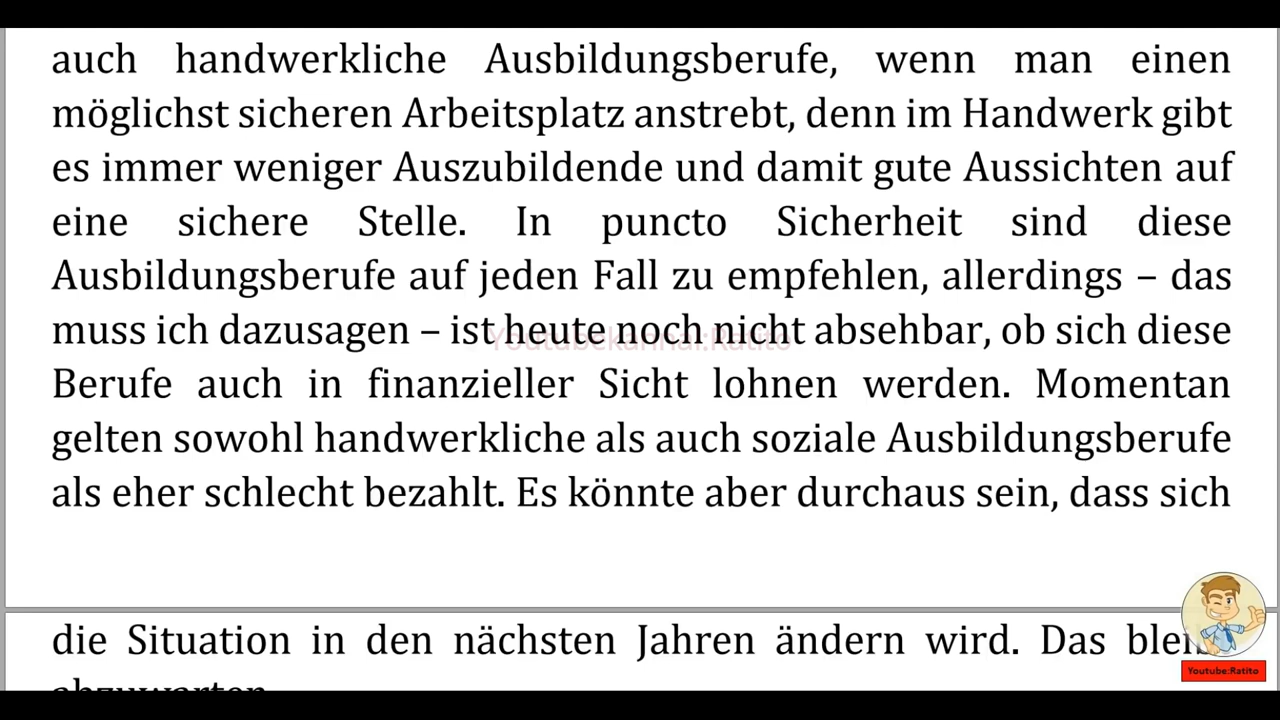 auch handwerkliche Ausbildungsberufe, wenn man einen
möglichst sicheren Arbeitsplatz anstrebt, denn im Handwerk gibt
es immer weniger Auszubildende und damit gute Aussichten auf
eine sichere Stelle. In puncto Sicherheit sind diese
Ausbildungsberufe auf jeden Fall zu empfehlen, allerdings – das
muss ich dazusagen – ist heute noch nicht absehbar, ob sich diese
Berufe auch in finanzieller Sicht lohnen werden. Momentan
gelten sowohl handwerkliche als auch soziale Ausbildungsberufe
als eher schlecht bezahlt. Es könnte aber durchaus sein, dass sich
die Situation in den nächsten Jahren ändern wird. Das
Youtube:Ratito